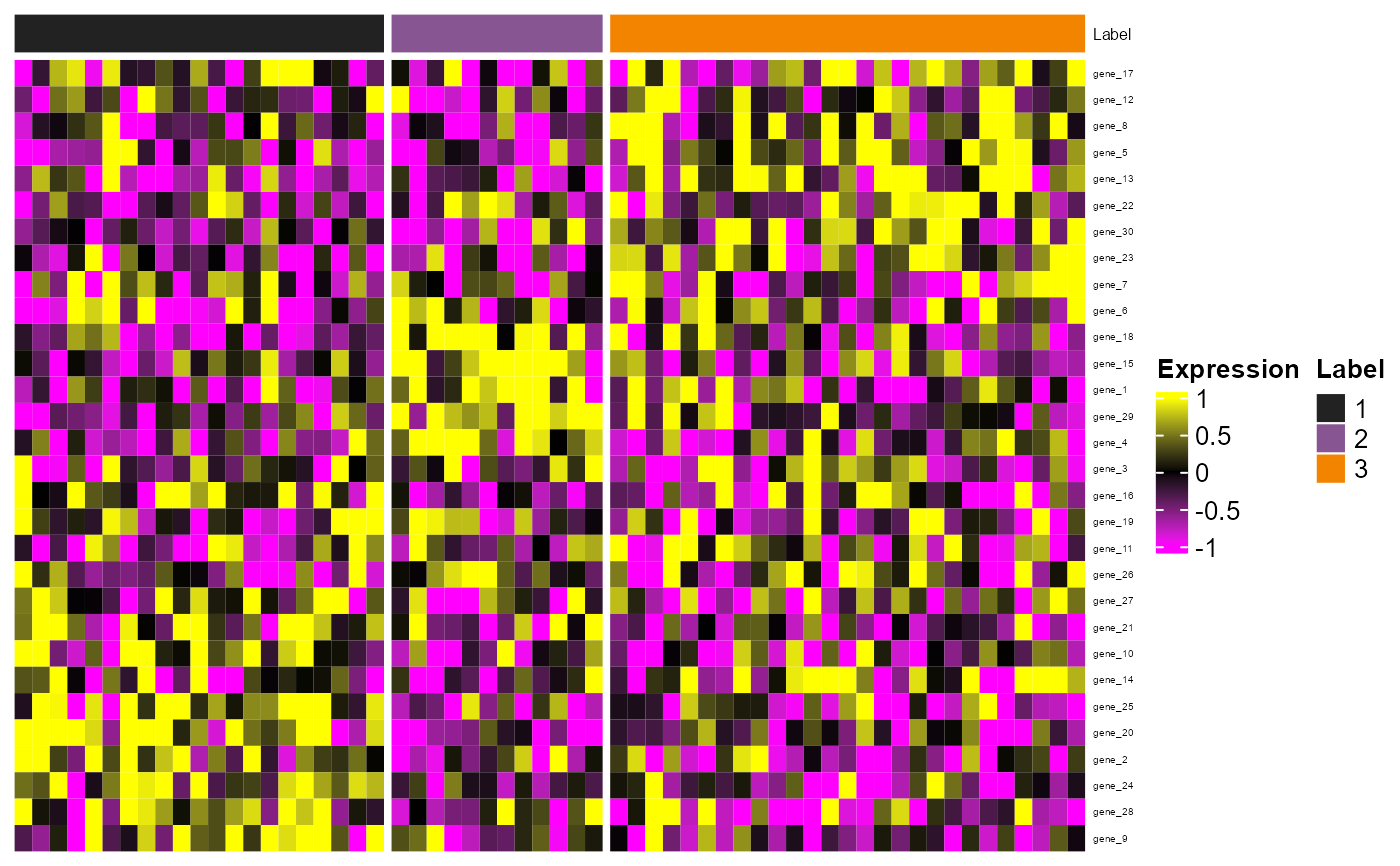 Label
gene_17
gene_12
gene_8
gene_5
gene_13
gene_22
gene_30
gene_23
gene_7
gene_6
gene_18
gene_15
gene_1
gene_29
gene_4
gene_3
gene_16
gene_19
gene_11
gene_26
gene_27
gene_21
gene_10
gene_14
gene_25
gene_20
gene_2
gene_24
gene_28
gene_9
Expression
1
0.5
0
-0.5
-1
Label
1
2
3